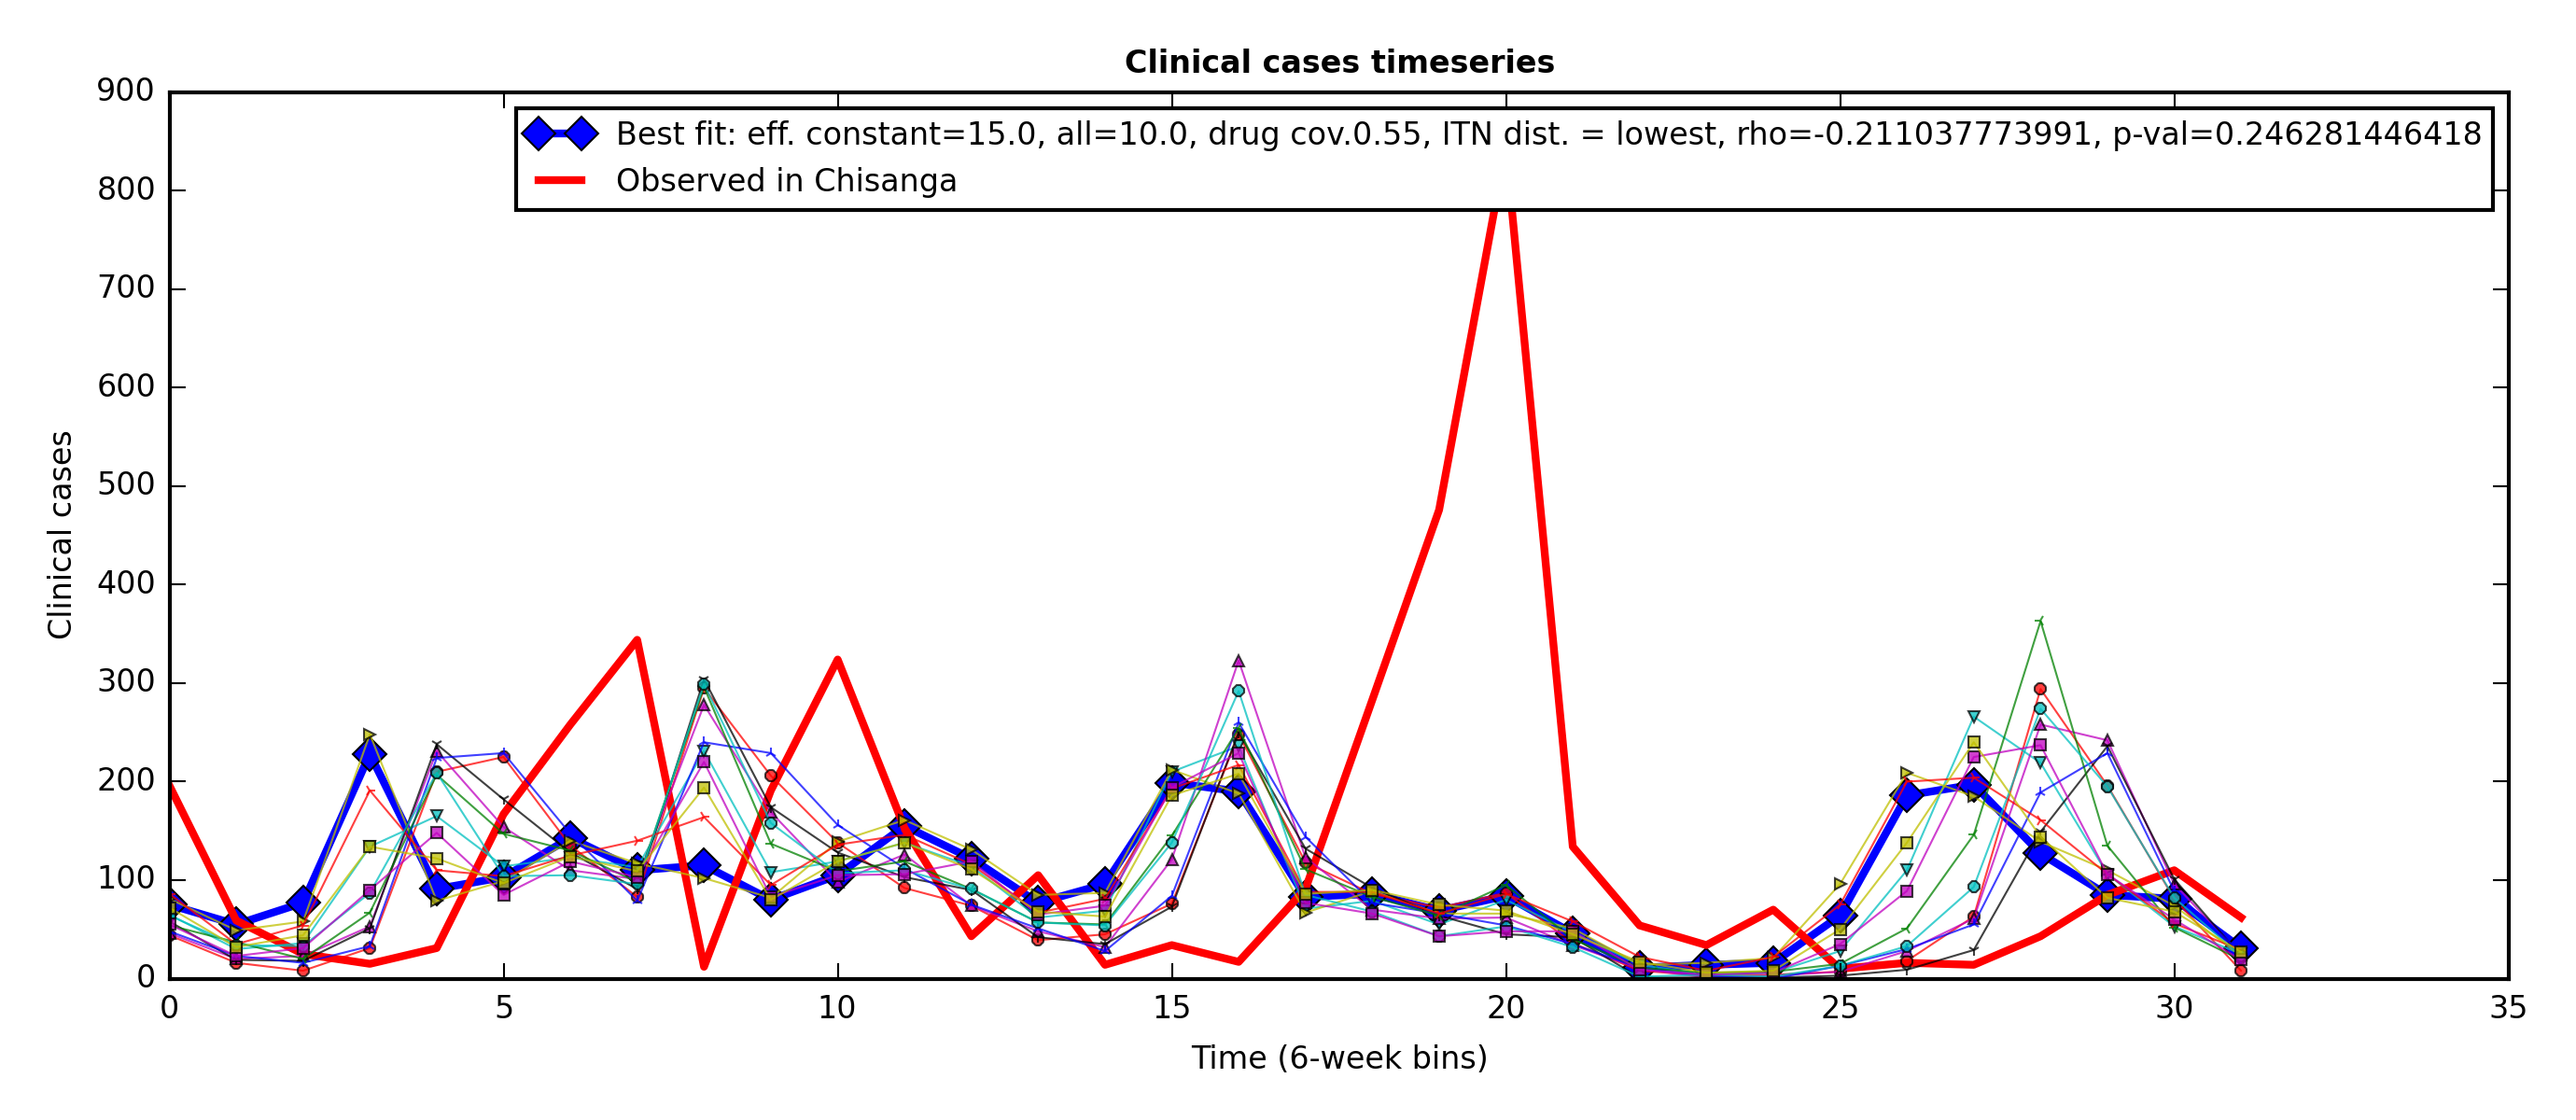 Clinical cases timeseries
900
800
700
600
500
400
300
200
100
0
Clinical cases
Best fit: eff. constant=15.0, all=10.0, drug cov.0.55, ITN dist. = lowest, rho=-0.211037773991, p-val=0.246281446418
Observed in Chisanga
0 5 10 15 20 25 30 35
Time (6-week bins)